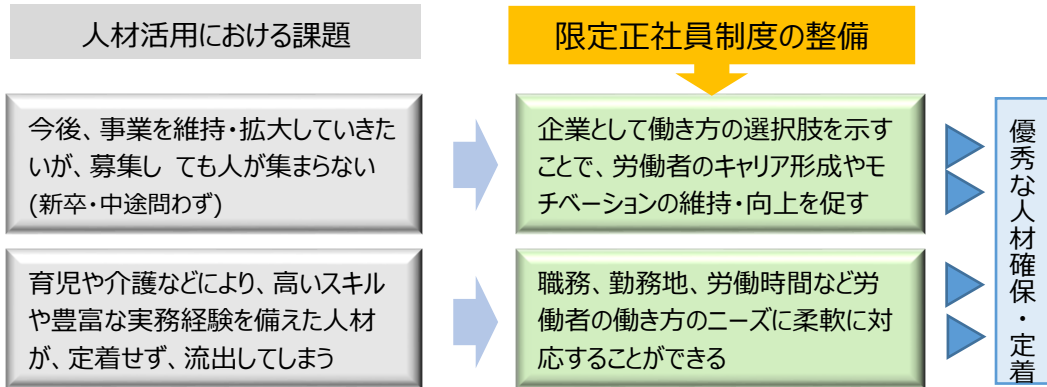 人材活用における課題
限定正社員制度の整備
今後、事業を維持・拡大していきた
いが、募集し ても人が集まらない
(新卒・中途問わず)
企業として働き方の選択肢を示す
ことで、労働者のキャリア形成やモ
チベーションの維持・向上を促す
育児や介護などにより、高いスキル
や豊富な実務経験を備えた人材
が、定着せず、流出してしまう
職務、勤務地、労働時間など労
働者の働き方のニーズに柔軟に対
応することができる
優秀な人材確保・定着